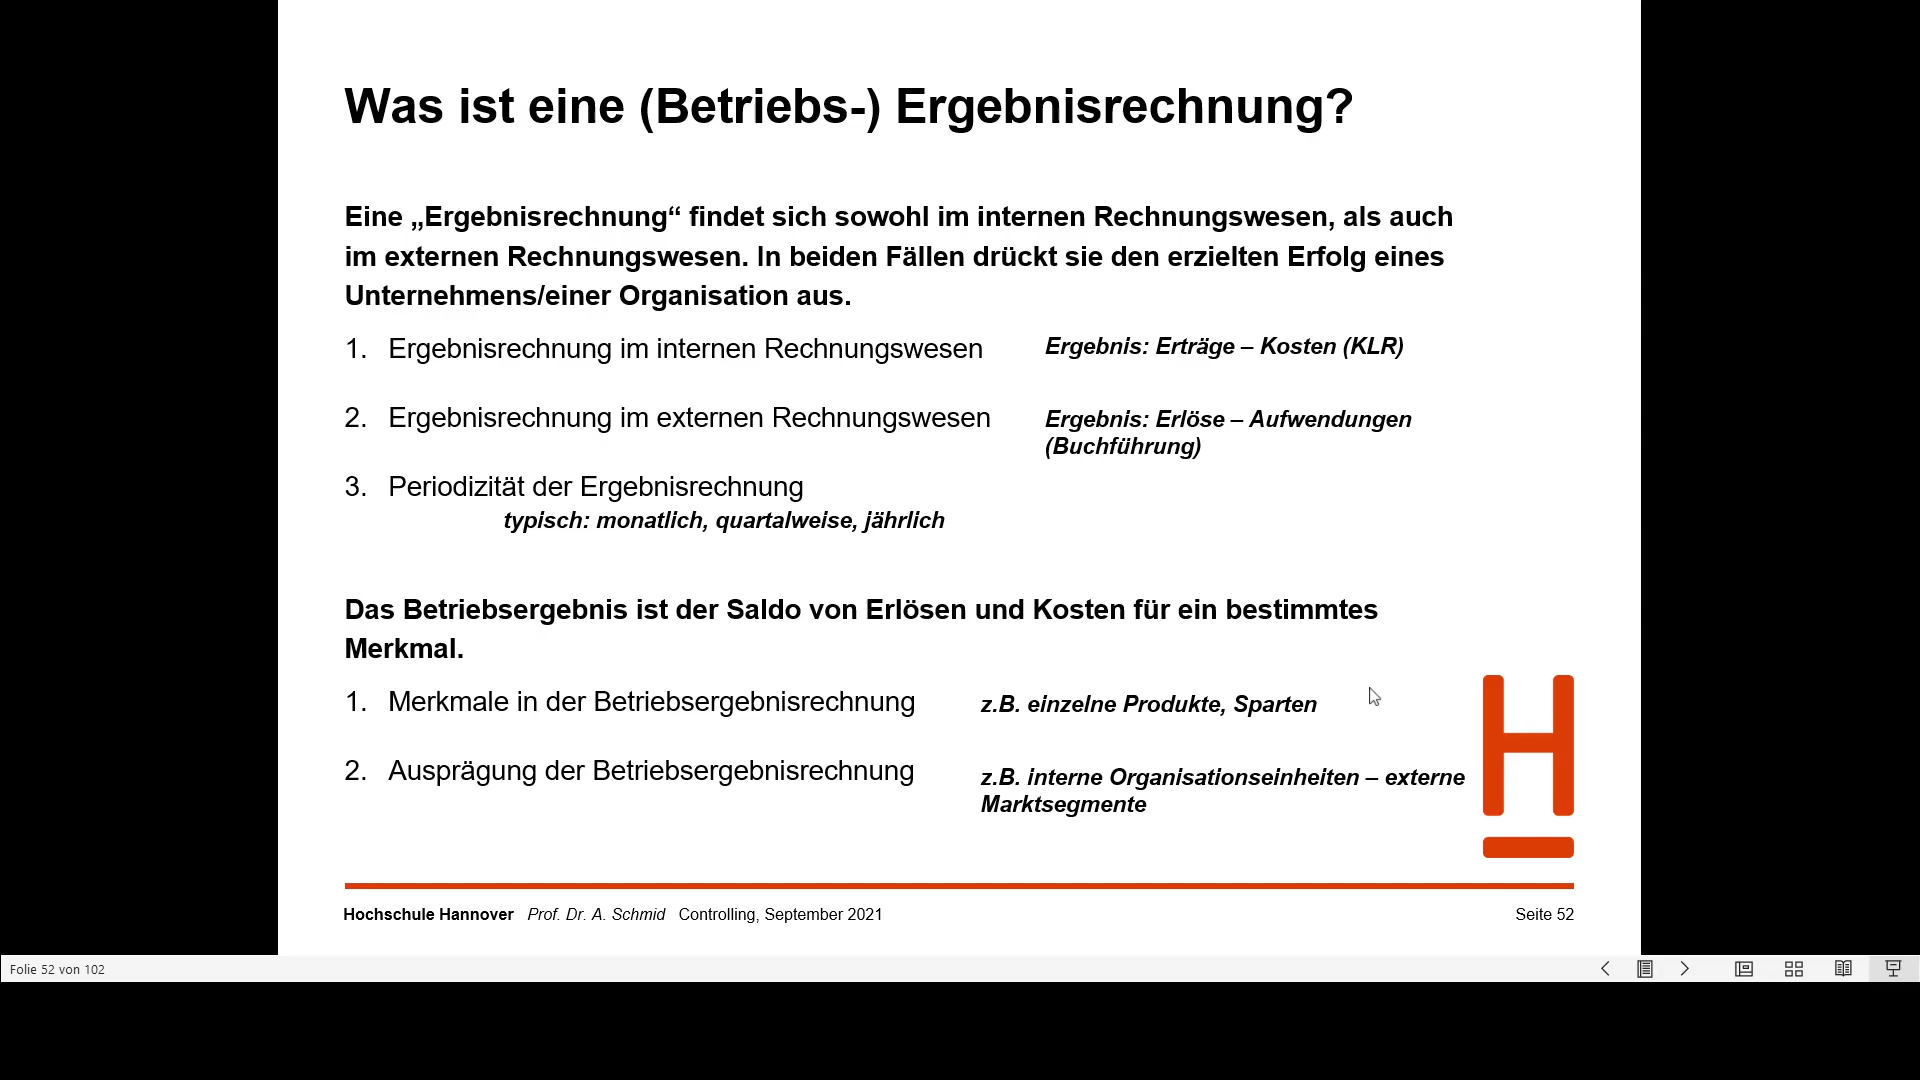 Was ist eine (Betriebs-) Ergebnisrechnung?
Eine „Ergebnisrechnung“ findet sich sowohl im internen Rechnungswesen, als auch
im externen Rechnungswesen. In beiden Fällen drückt sie den erzielten Erfolg eines
Unternehmens/einer Organisation aus.
1. Ergebnisrechnung im internen Rechnungswesen
Ergebnis: Erträge – Kosten (KLR)
2. Ergebnisrechnung im externen Rechnungswesen
Ergebnis: Erlöse – Aufwendungen
(Buchführung)
3. Periodizität der Ergebnisrechnung
typisch: monatlich, quartalweise, jährlich
Das Betriebsergebnis ist der Saldo von Erlösen und Kosten für ein bestimmtes
Merkmal.
1. Merkmale in der Betriebsergebnisrechnung
z.B. einzelne Produkte, Sparten
2. Ausprägung der Betriebsergebnisrechnung
z.B. interne Organisationseinheiten – externe
Marktsegmente
H
Hochschule Hannover Prof. Dr. A. Schmid Controlling, September 2021
Seite 52
Folie 52 von 102